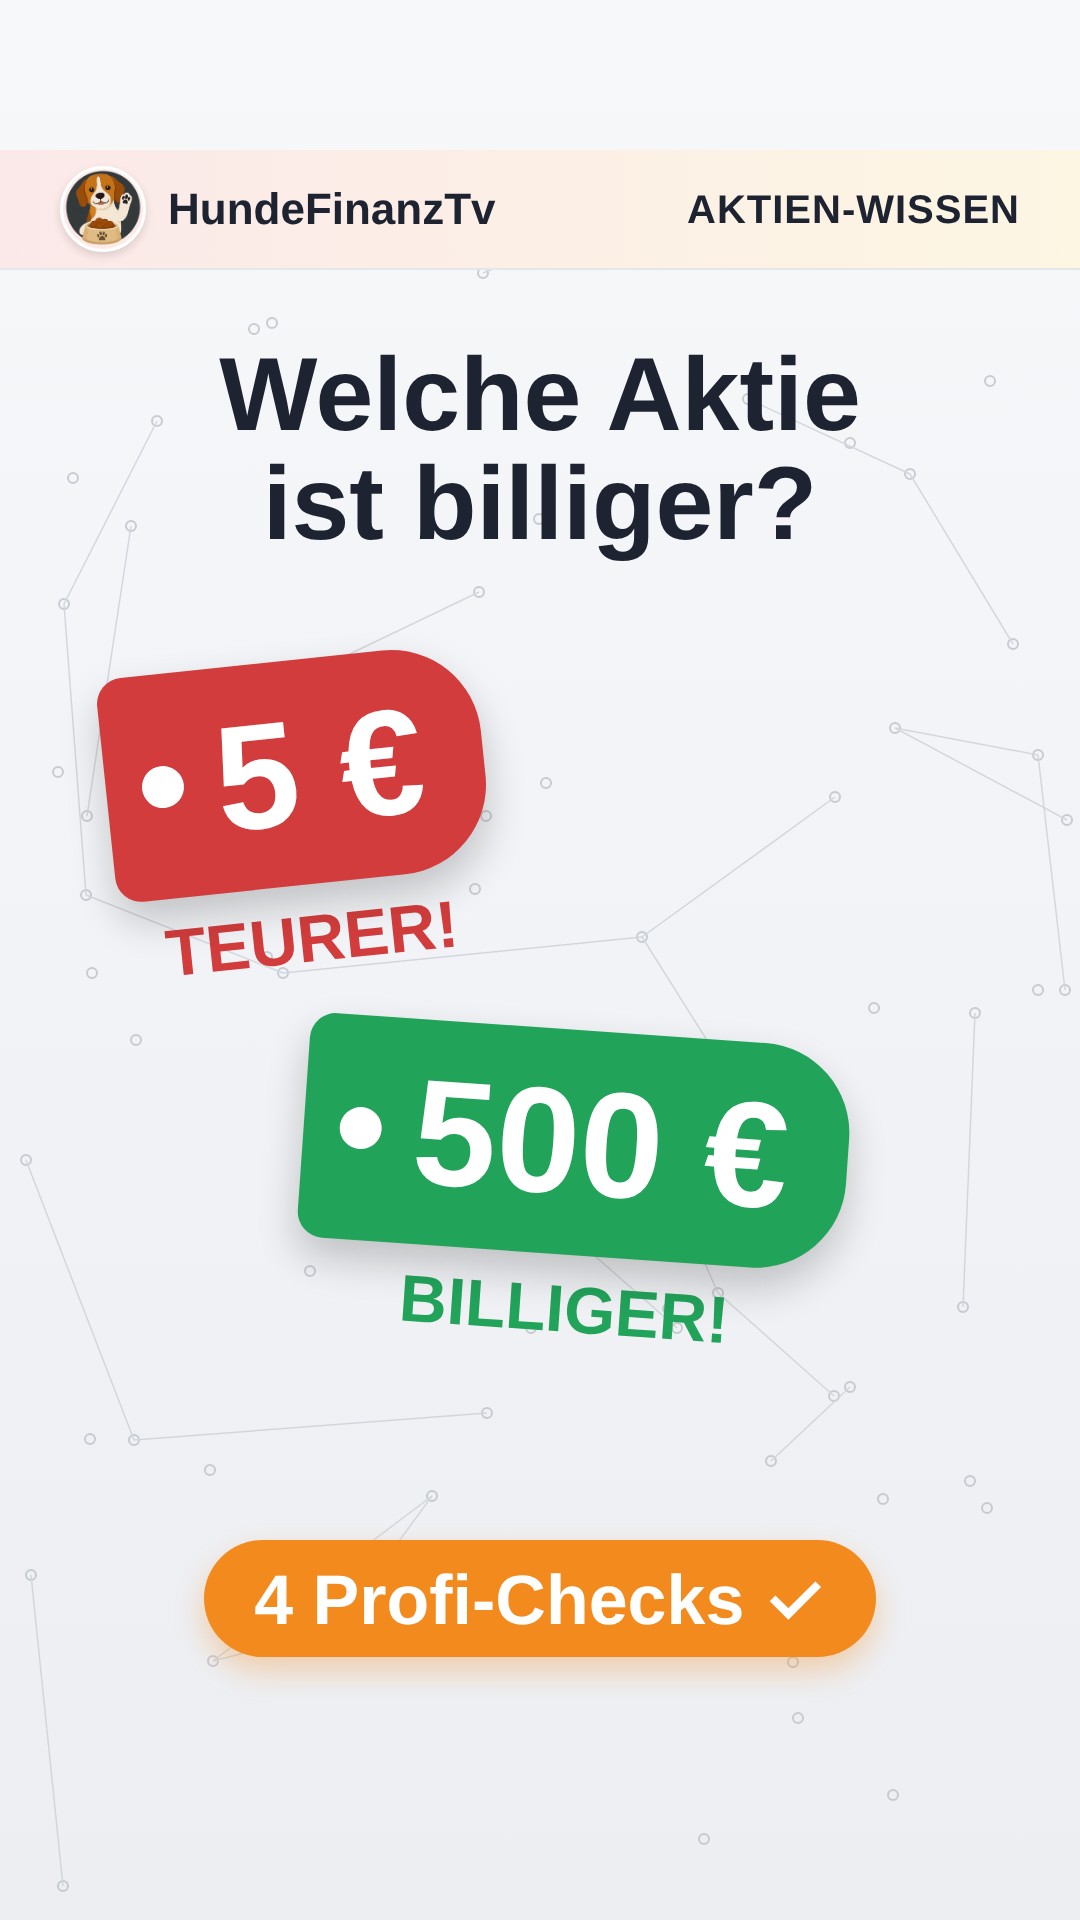 HundeFinanzTv
AKTIEN-WISSEN
Welche Aktie
ist billiger?
5 €
TEURER!
500 €
BILLIGER!
4 Profi-Checks ✓